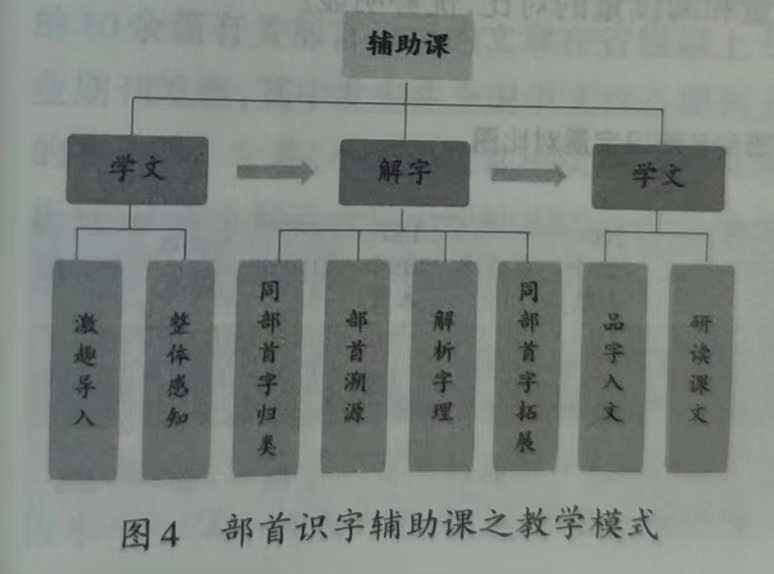 辅助课
学文
解字
学文
激趣导入
整体感知
同部首字归类
部首溯源
解析字理
同部首字拓展
品字入文
研读课文
图4 部首识字辅助课之教学模式